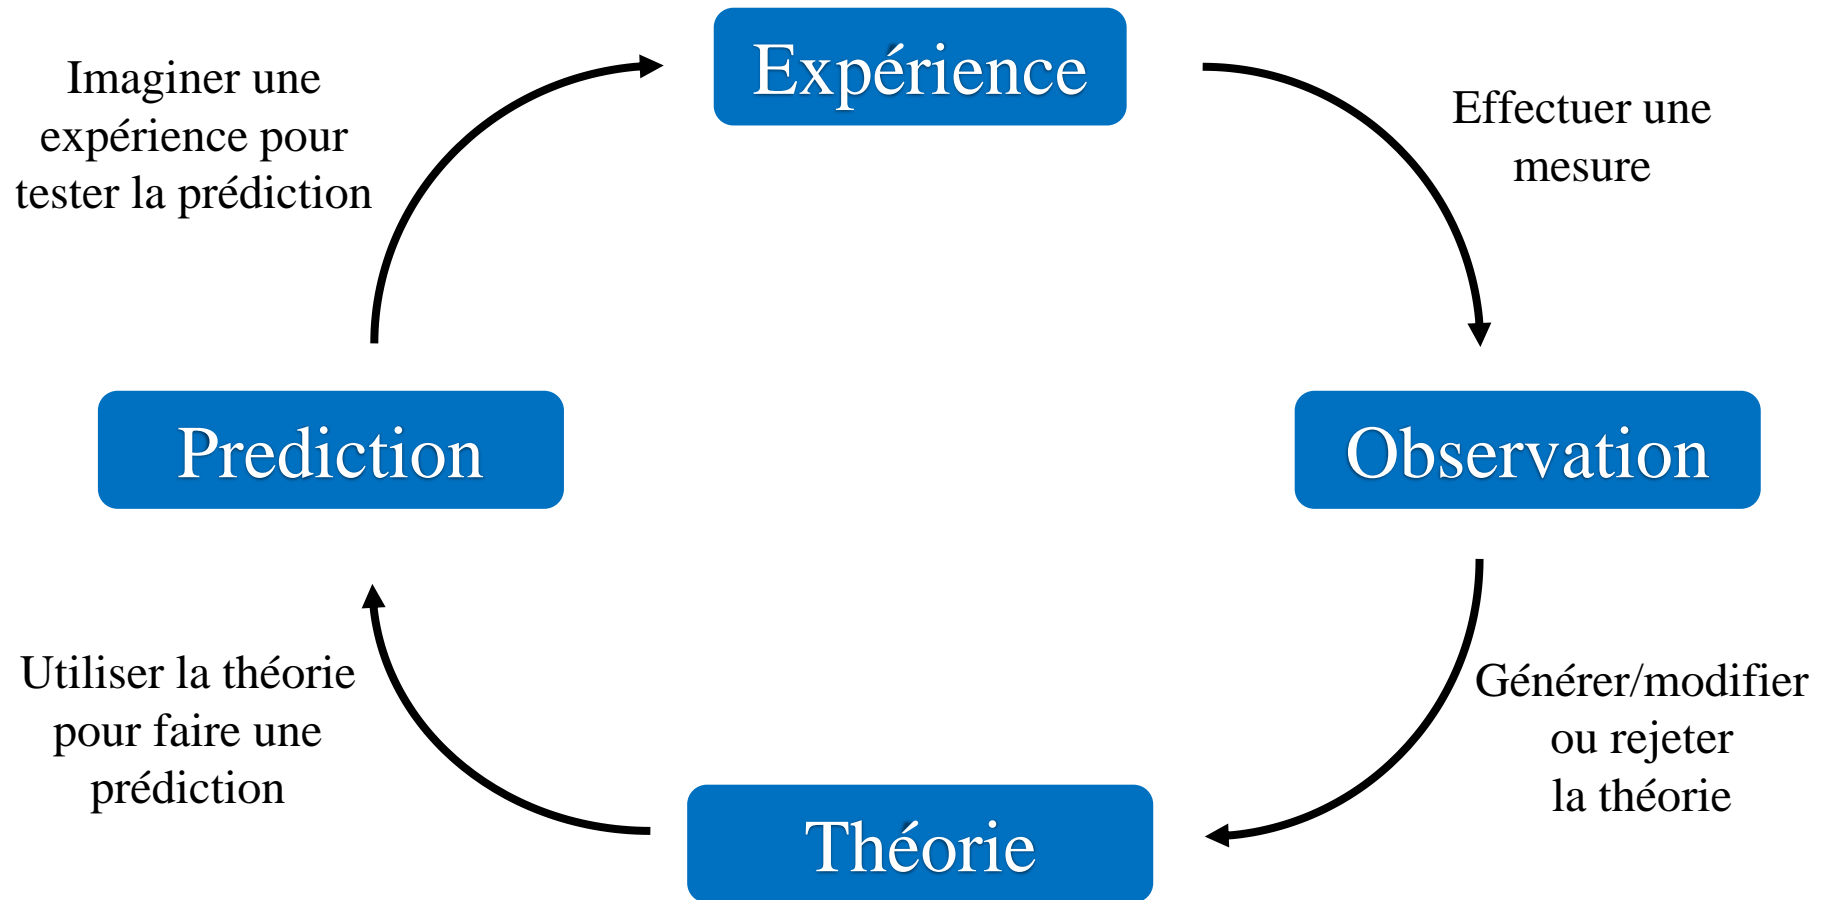 Expérience
Imaginer une
expérience pour
tester la prédiction
Effectuer une
mesure
Prediction
Observation
Utiliser la théorie
pour faire une
prédiction
Générer/modifier
ou rejeter
la théorie
Théorie